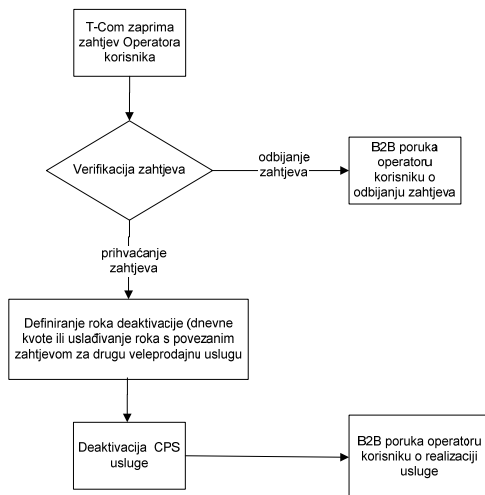 T-Com zaprima
zahtjev Operatora
korisnika
Verifikacija zahtjeva
odbijanje
zahtjeva
B2B poruka
operatoru
korisniku o
odbijanju zahtjeva
prihvaćanje
zahtjeva
Definiranje roka deaktivacije (dnevne
kvote ili uslađivanje roka s povezanim
zahtjevom za drugu veleprodajnu uslugu
Deaktivacija CPS
usluge
B2B poruka operatoru
korisniku o realizaciji
usluge